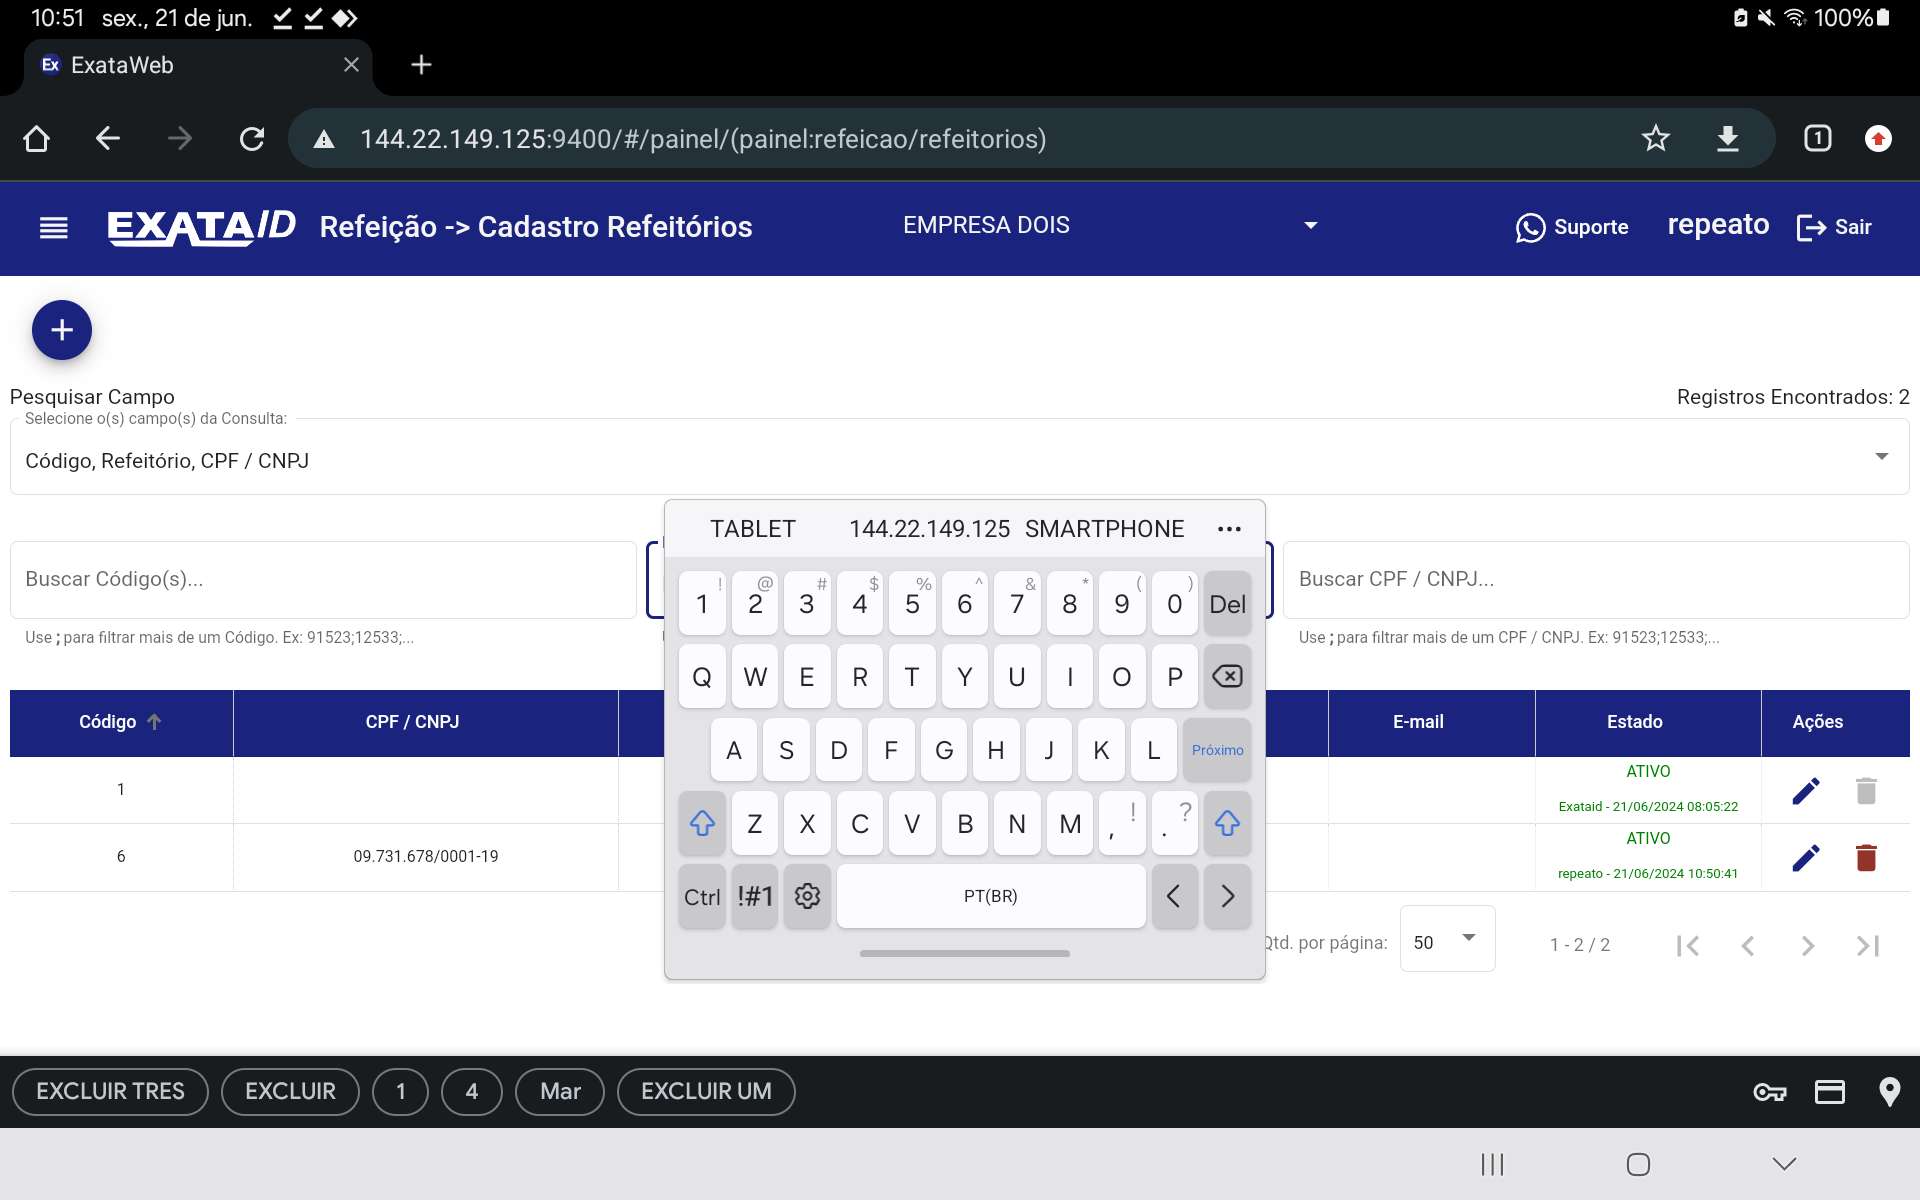 10:51 sex., 21 de jun.
100%
Ex ExataWeb
144.22.149.125:9400/#/painel/(painel:refeicao/refeitorios)
1
EXATA/ID Refeição -> Cadastro Refeitórios EMPRESA DOIS Suporte repeato Sair
Pesquisar Campo Registros Encontrados: 2
Selecione o(s) campo(s) da Consulta:
Código, Refeitório, CPF / CNPJ
TABLET 144.22.149.125 SMARTPHONE ...
Buscar Código(s)... Buscar CPF / CNPJ...
Use ; para filtrar mais de um Código. Ex: 91523;12533;... Use ; para filtrar mais de um CPF / CNPJ. Ex: 91523;12533;...
! @ # $ % ^ & * ( )
1 2 3 4 5 6 7 8 9 0 Del
Q W E R T Y U I O P
A S D F G H J K L Próximo
Z X C V B N M , ! . ?
Ctrl !#1 PT(BR) < >
Código CPF / CNPJ E-mail Estado Ações
1 ATIVO
Exataid - 21/06/2024 08:05:22
6 09.731.678/0001-19 ATIVO
repeato - 21/06/2024 10:50:41
Qtd. por página: 50 1 - 2 / 2
EXCLUIR TRES EXCLUIR 1 4 Mar EXCLUIR UM